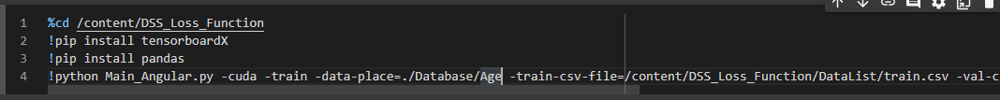 1 %cd /content/DSS_Loss_Function
2 !pip install tensorboardX
3 !pip install pandas
4 !python Main_Angular.py -cuda -train -data-place=./Database/Age -train-csv-file=/content/DSS_Loss_Function/DataList/train.csv -val-c